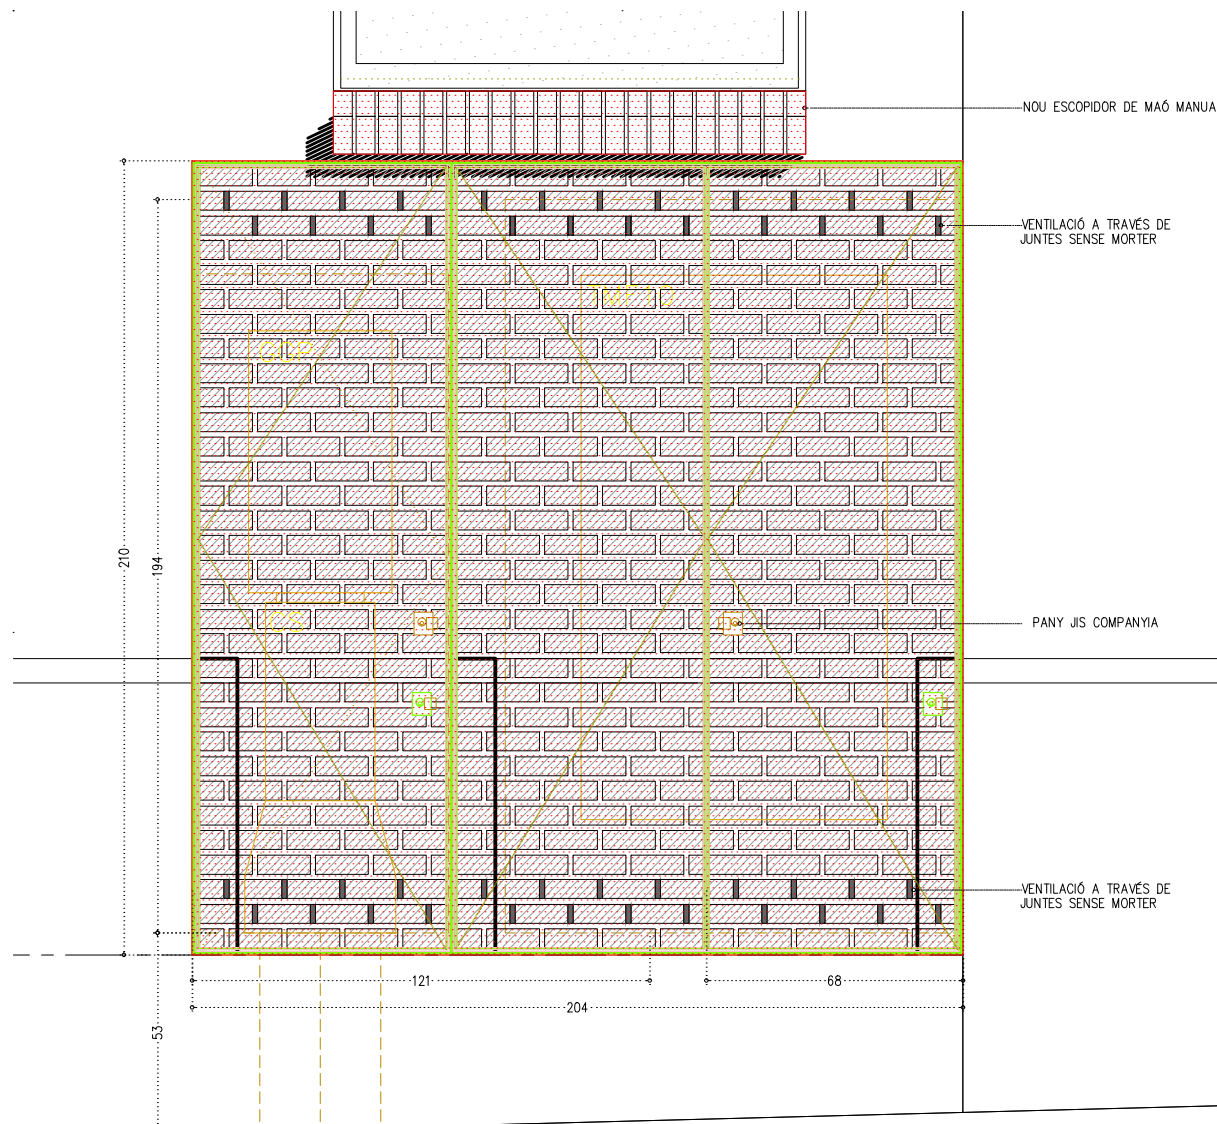 NOU ESCOPIDOR DE MAÓ MANUA
VENTILACIÓ A TRAVÉS DE
JUNTES SENSE MORTER
TMF10
CGP
210
194
CS
PANY JIS COMPANYIA
VENTILACIÓ A TRAVÉS DE
JUNTES SENSE MORTER
121
68
204
53